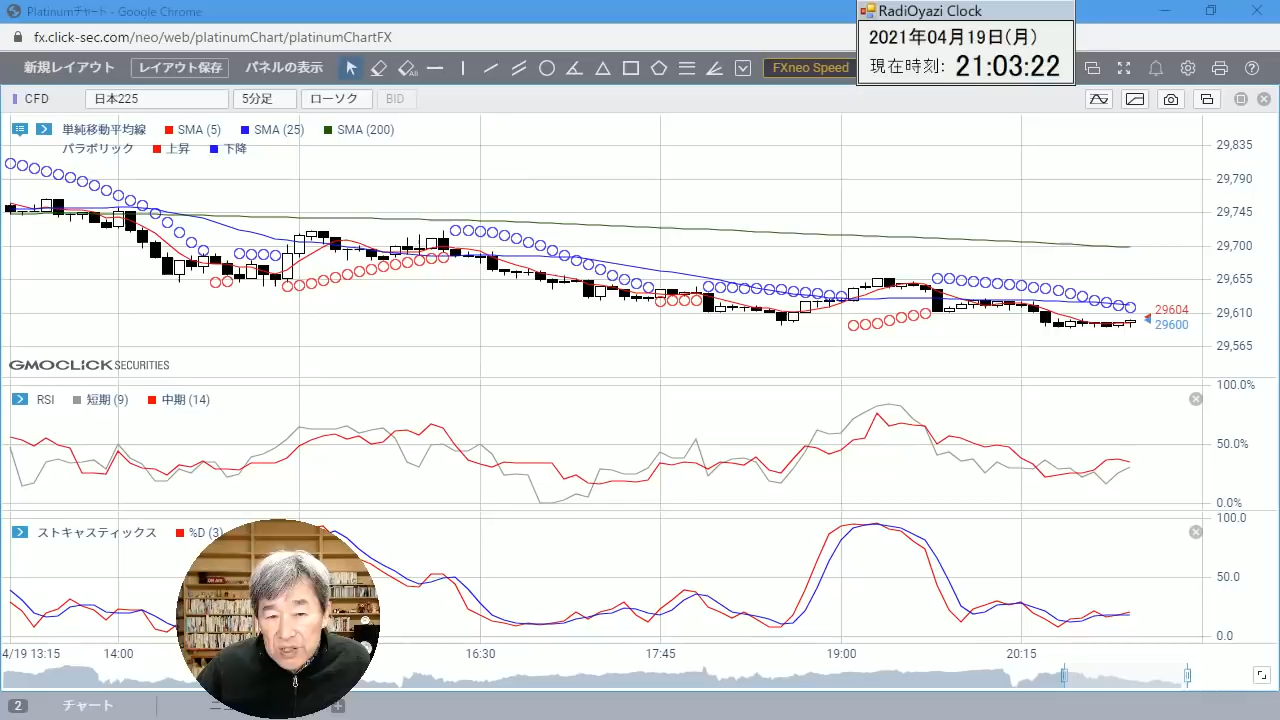 Platinumチャート - Google Chrome
RadiOyazi Clock
2021年04月19日(月)
現在時刻: 21:03:22
fx.click-sec.com/neo/web/platinumChart/platinumChartFX
新規レイアウト レイアウト保存 パネルの表示 FXneo Speed
CFD 日本225 5分足 ローソク BID
単純移動平均線 SMA (5) SMA (25) SMA (200)
パラボリック 上昇 下降
29,835
29,790
29,745
29,700
29,655
29604
29,610
29600
29,565
GMOCLICK SECURITIES
100.0%
RSI 短期 (9) 中期 (14)
50.0%
0.0%
100.0
ストキャスティックス %D (3)
50.0
0.0
4/19 13:15 14:00 16:30 17:45 19:00 20:15
2 チャート